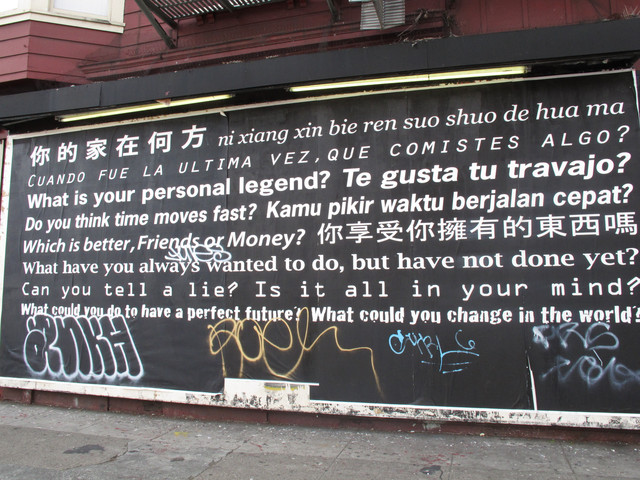 你的家在何方 ni xiang xin bie ren suo shuo de hua ma
CUANDO FUE LA ULTIMA VEZ, QUE COMISTES ALGO?
What is your personal legend? Te gusta tu travajo?
Do you think time moves fast? Kamu pikir waktu berjalan cepat?
Which is better, Friends or Money? 你享受你擁有的東西嗎
What have you always wanted to do, but have not done yet?
Can you tell a lie? Is it all in your mind?
What could you do to have a perfect future? What could you change in the world?